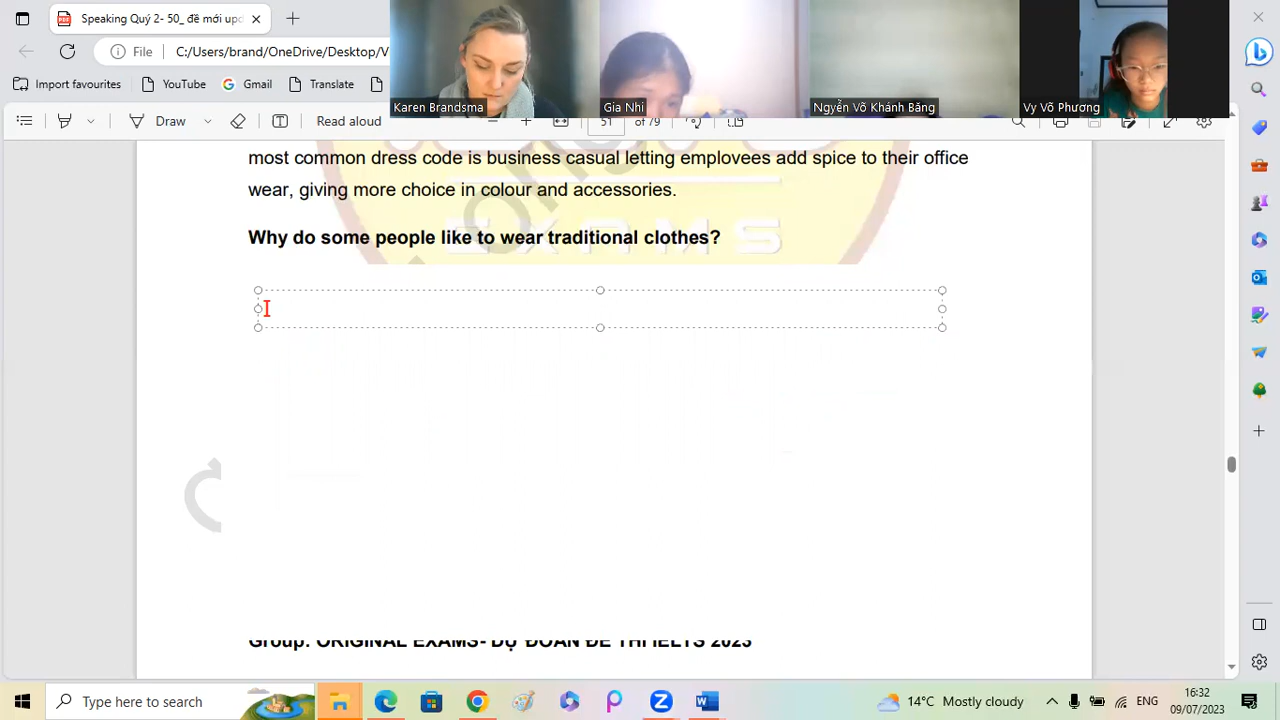 Speaking Quý 2- 50_ đề mới upd
File
C:/Users/brand/OneDrive/Desktop/V
Import favourites
YouTube
Gmail
Translate
Karen Brandsma
Gia Nhi
Nguyễn Võ Khánh Băng
Vy Võ Phương
Draw
Read aloud
51
of 79
most common dress code is business casual letting employees add spice to their office
wear, giving more choice in colour and accessories.
EXAMS
Why do some people like to wear traditional clothes?
Group: ORIGINAL EXAMS- DỰ ĐOÁN ĐỀ THI IELTS 2023
Type here to search
14°C Mostly cloudy
ENG
16:32
09/07/2023